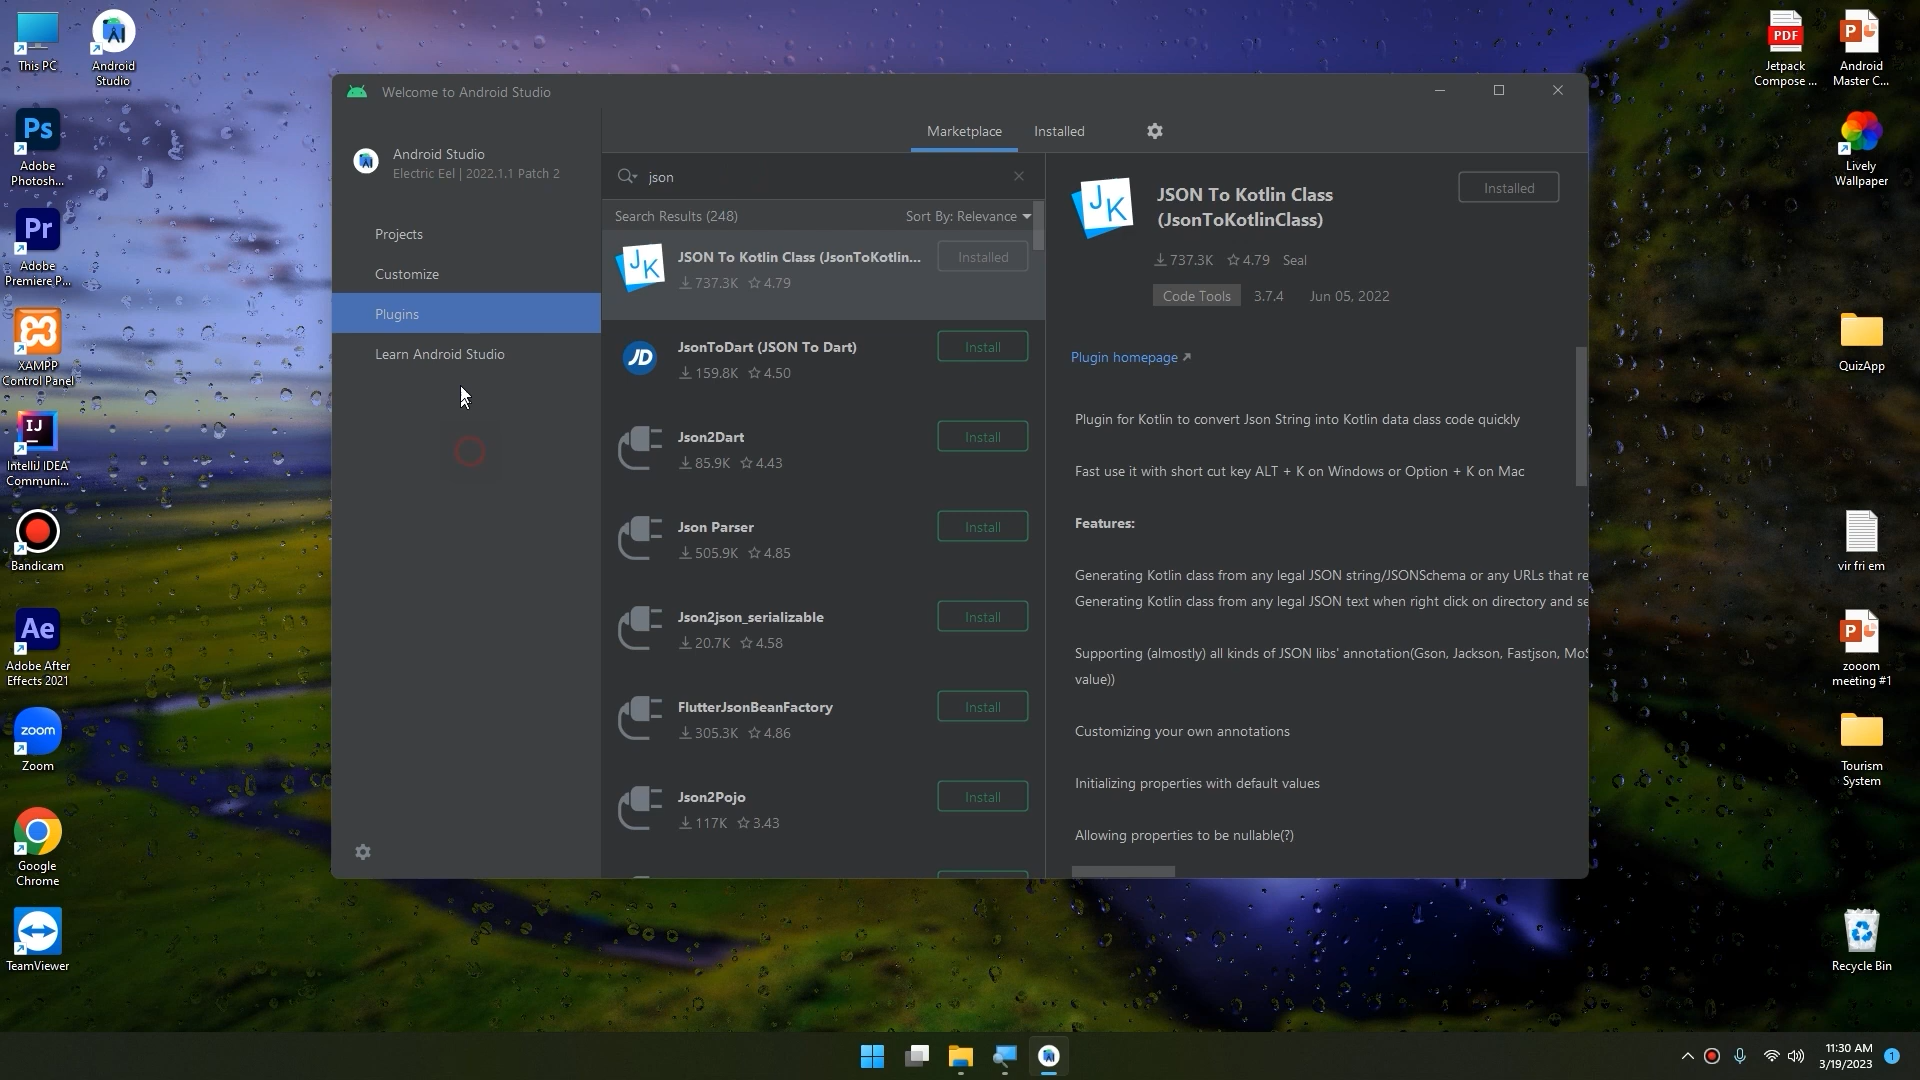 This PC
Android
Studio
Ps
Adobe
Photosh...
Pr
Adobe
Premiere P...
XAMPP
Control Panel
IJ
IntelliJ IDEA
Communi...
Bandicam
Ae
Adobe After
Effects 2021
zoom
Zoom
Google
Chrome
TeamViewer
Welcome to Android Studio
Android Studio
Electric Eel | 2022.1.1 Patch 2
Projects
Customize
Plugins
Learn Android Studio
Marketplace
Installed
json
Search Results (248)
Sort By: Relevance
JK
JSON To Kotlin Class (JsonToKotlin...
Installed
737.3K 4.79
JD
JsonToDart (JSON To Dart)
Install
159.8K 4.50
Json2Dart
Install
85.9K 4.43
Json Parser
Install
505.9K 4.85
Json2json_serializable
Install
20.7K 4.58
FlutterJsonBeanFactory
Install
305.3K 4.86
Json2Pojo
Install
117K 3.43
JK
JSON To Kotlin Class
(JsonToKotlinClass)
Installed
737.3K 4.79 Seal
Code Tools 3.7.4 Jun 05, 2022
Plugin homepage ↗
Plugin for Kotlin to convert Json String into Kotlin data class code quickly
Fast use it with short cut key ALT + K on Windows or Option + K on Mac
Features:
Generating Kotlin class from any legal JSON string/JSONSchema or any URLs that re
Generating Kotlin class from any legal JSON text when right click on directory and se
Supporting (almostly) all kinds of JSON libs' annotation(Gson, Jackson, Fastjson, MoS
value))
Customizing your own annotations
Initializing properties with default values
Allowing properties to be nullable(?)
PDF
Jetpack
Compose ...
P
Android
Master C...
Lively
Wallpaper
QuizApp
vir fri em
P
zooom
meeting #1
Tourism
System
Recycle Bin
11:30 AM
3/19/2023
1